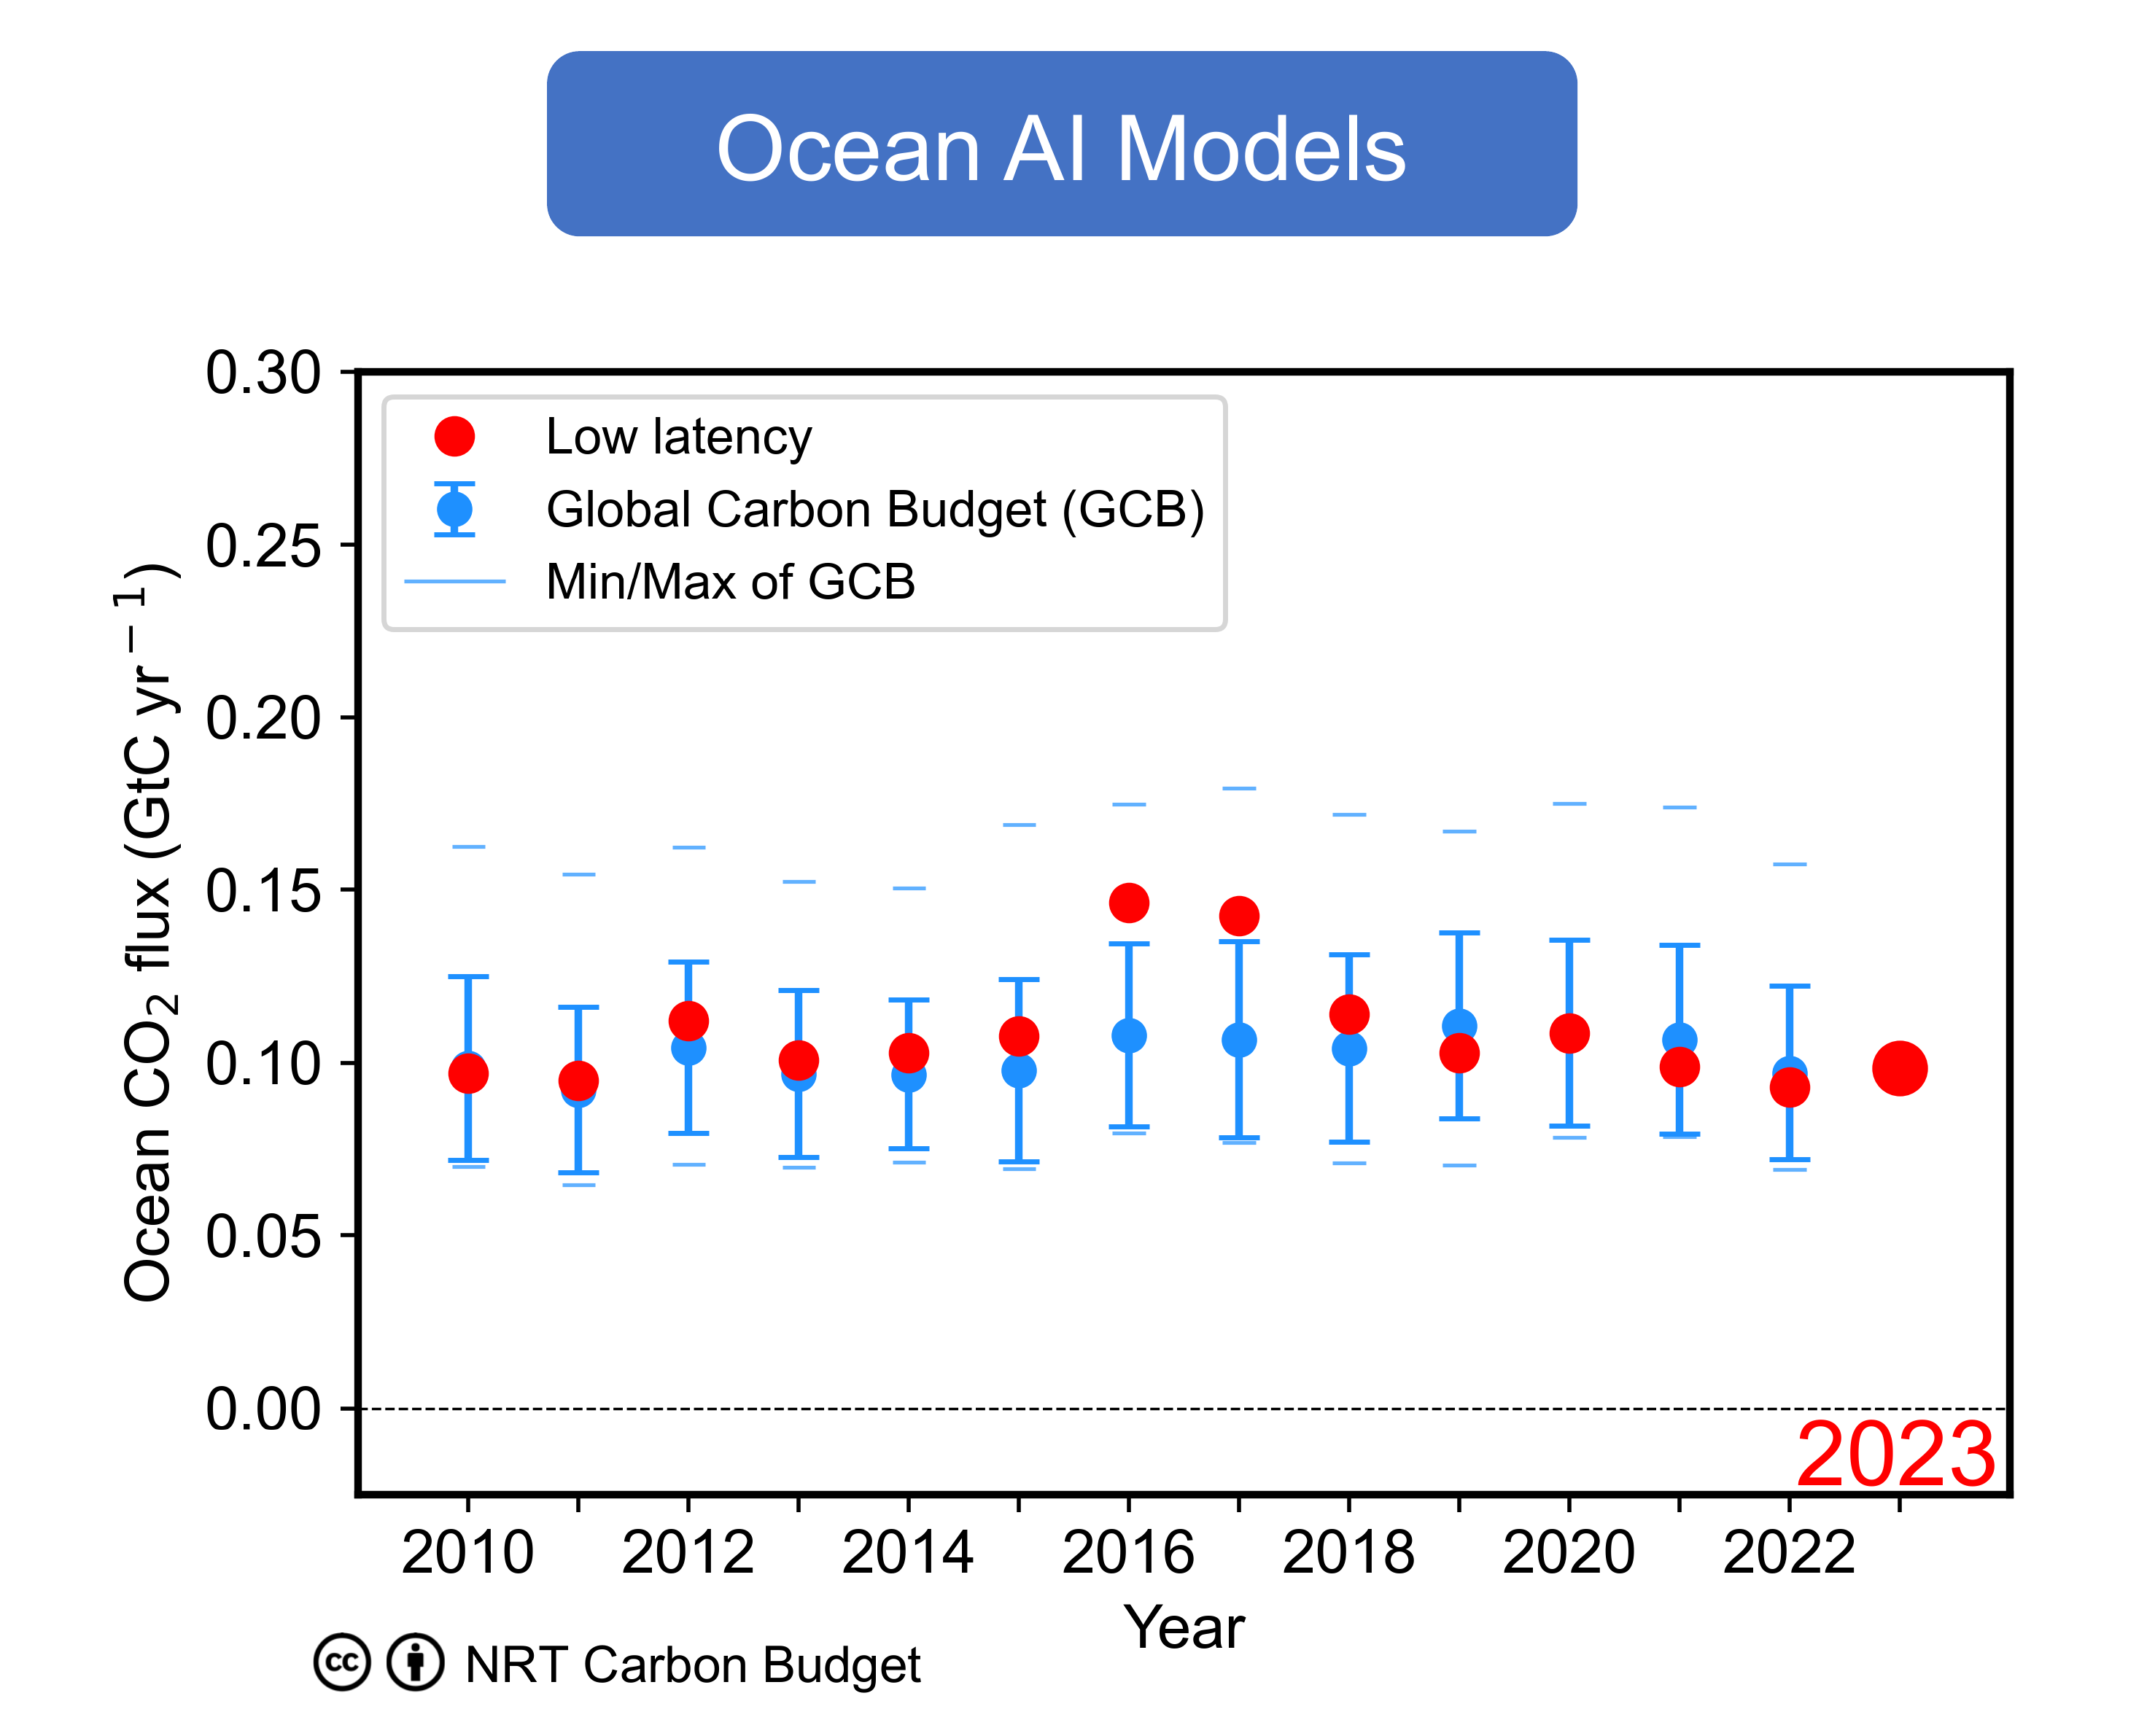 Ocean AI Models
0.30
0.25
0.20
0.15
0.10
0.05
0.00
Ocean CO₂ flux (GtC yr⁻¹)
Low latency
Global Carbon Budget (GCB)
Min/Max of GCB
2023
2010 2012 2014 2016 2018 2020 2022
Year
cc NRT Carbon Budget